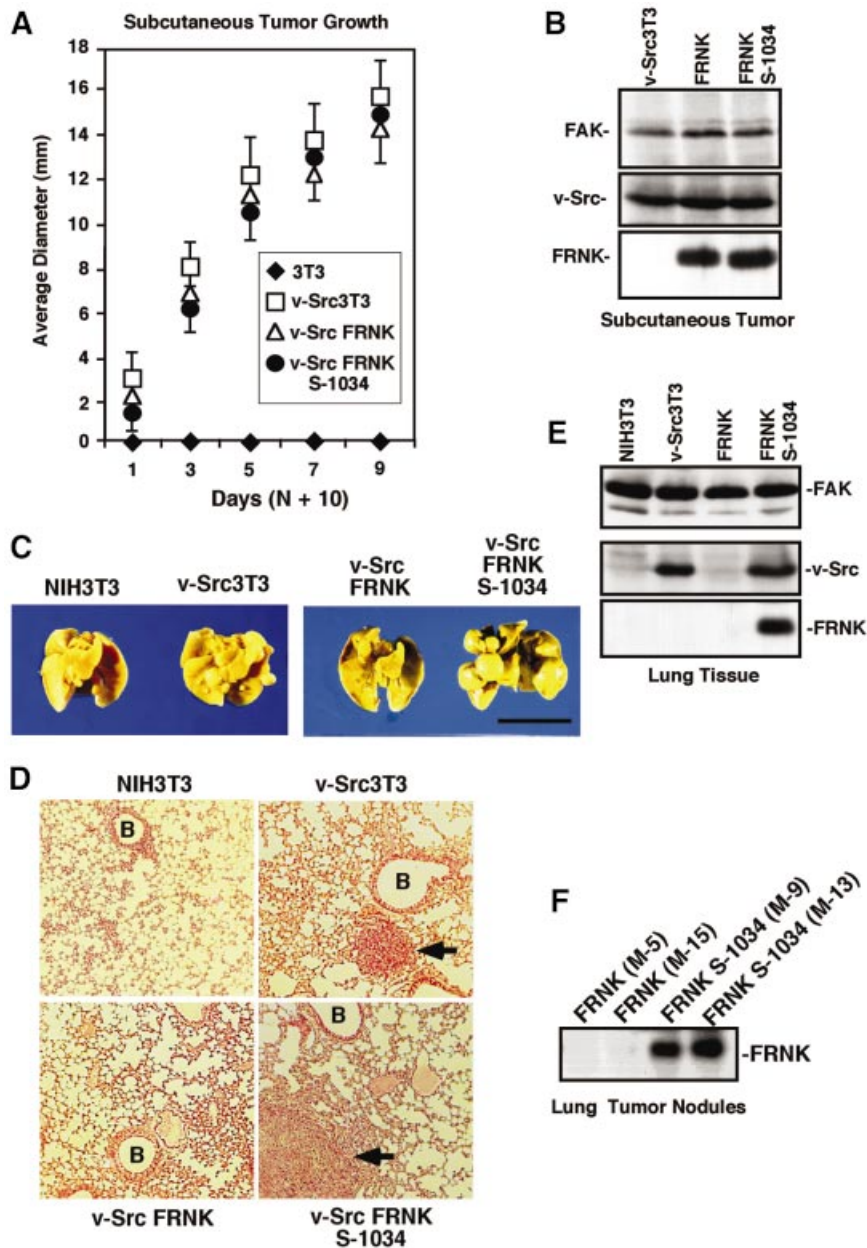 A
Subcutaneous Tumor Growth
18
16
14
12
10
8
6
4
2
0
Average Diameter (mm)
1 3 5 7 9
Days (N + 10)
3T3
v-Src3T3
v-Src FRNK
v-Src FRNK
S-1034
B
v-Src3T3
FRNK
FRNK
S-1034
FAK-
v-Src-
FRNK-
Subcutaneous Tumor
C
NIH3T3
v-Src3T3
v-Src
FRNK
v-Src
FRNK
S-1034
E
NIH3T3
v-Src3T3
FRNK
FRNK
S-1034
-FAK
-v-Src
-FRNK
Lung Tissue
D
NIH3T3
v-Src3T3
B
B
B
B
v-Src FRNK
v-Src FRNK
S-1034
F
FRNK (M-5)
FRNK (M-15)
FRNK S-1034 (M-9)
FRNK S-1034 (M-13)
-FRNK
Lung Tumor Nodules